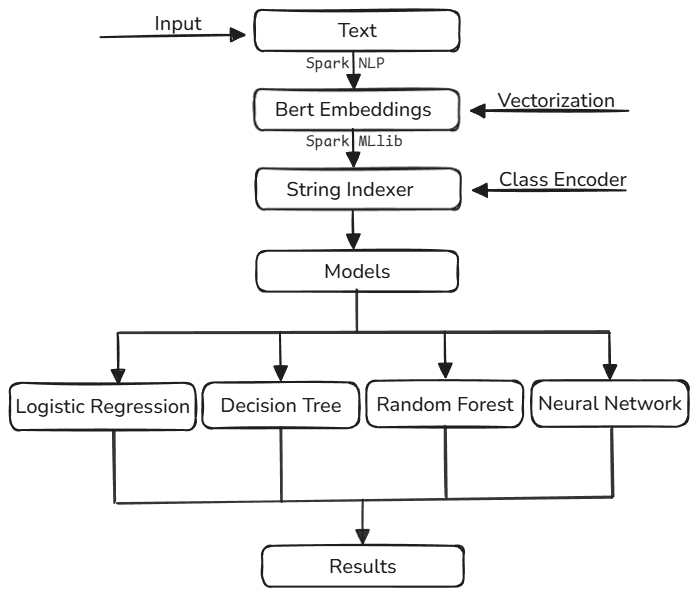 Input
Text
Spark NLP
Bert Embeddings
Vectorization
Spark MLlib
String Indexer
Class Encoder
Models
Logistic Regression
Decision Tree
Random Forest
Neural Network
Results